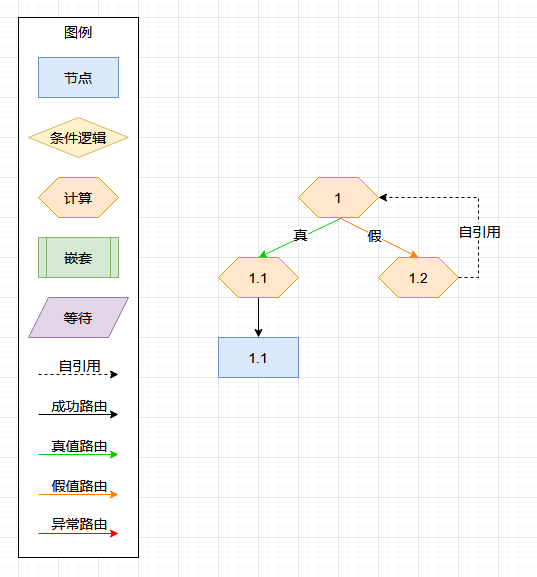 图例
节点
条件逻辑
计算
嵌套
等待
自引用
成功路由
真值路由
假值路由
异常路由
1
真
假
自引用
1.1
1.2
1.1